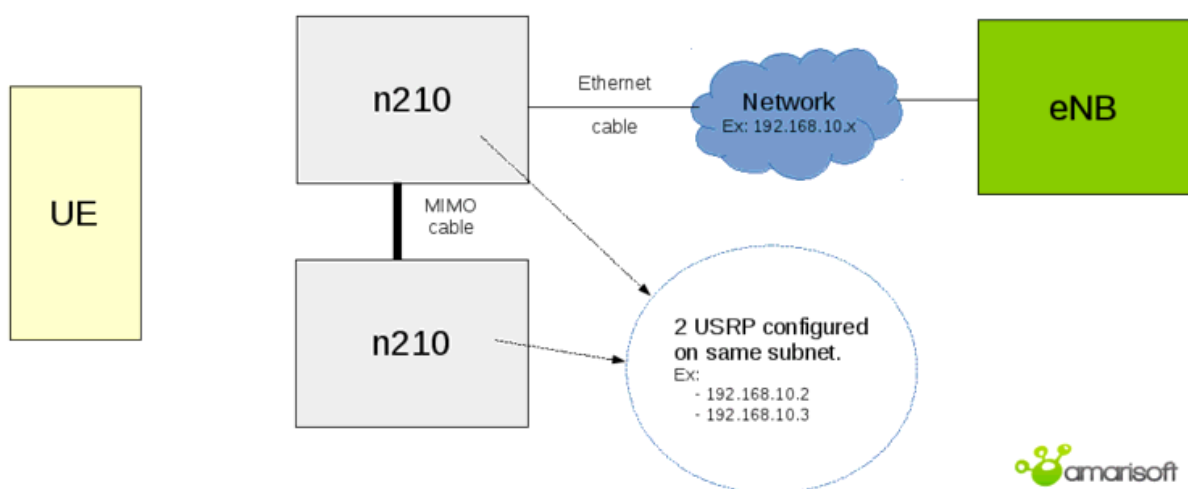 n210
Ethernet
cable
Network
Ex: 192.168.10.x
eNB
UE
MIMO
cable
n210
2 USRP configured
on same subnet.
Ex:
- 192.168.10.2
- 192.168.10.3
amarisoft